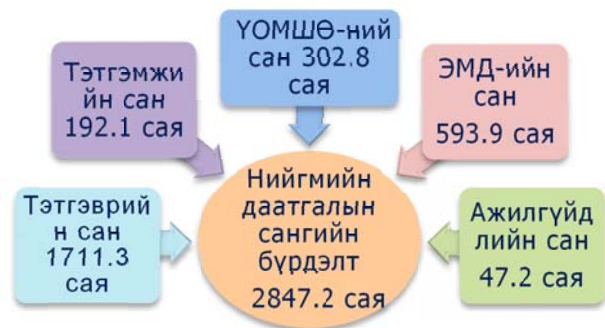 ҮОМШӨ-ний
сан 302.8
сая
Тэтгэмжи
йн сан
192.1 сая
ЭМД-ийн
сан
593.9 сая
Тэтгэврий
н сан
1711.3
сая
Нийгмийн
даатгалын
сангийн
бүрдэлт
2847.2 сая
Ажилгүйд
лийн сан
47.2 сая